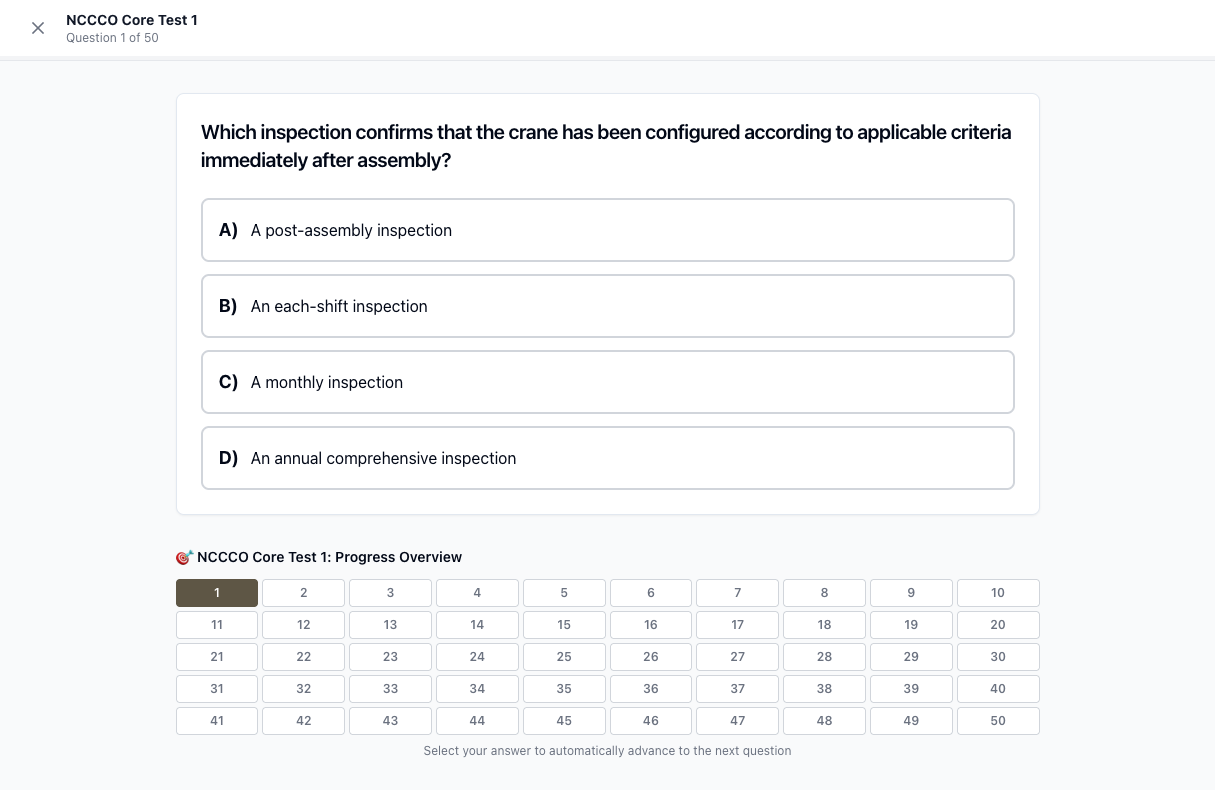 NCCCO Core Test 1
Question 1 of 50
Which inspection confirms that the crane has been configured according to applicable criteria
immediately after assembly?
A) A post-assembly inspection
B) An each-shift inspection
C) A monthly inspection
D) An annual comprehensive inspection
🎯 NCCCO Core Test 1: Progress Overview
1 2 3 4 5 6 7 8 9 10
11 12 13 14 15 16 17 18 19 20
21 22 23 24 25 26 27 28 29 30
31 32 33 34 35 36 37 38 39 40
41 42 43 44 45 46 47 48 49 50
Select your answer to automatically advance to the next question